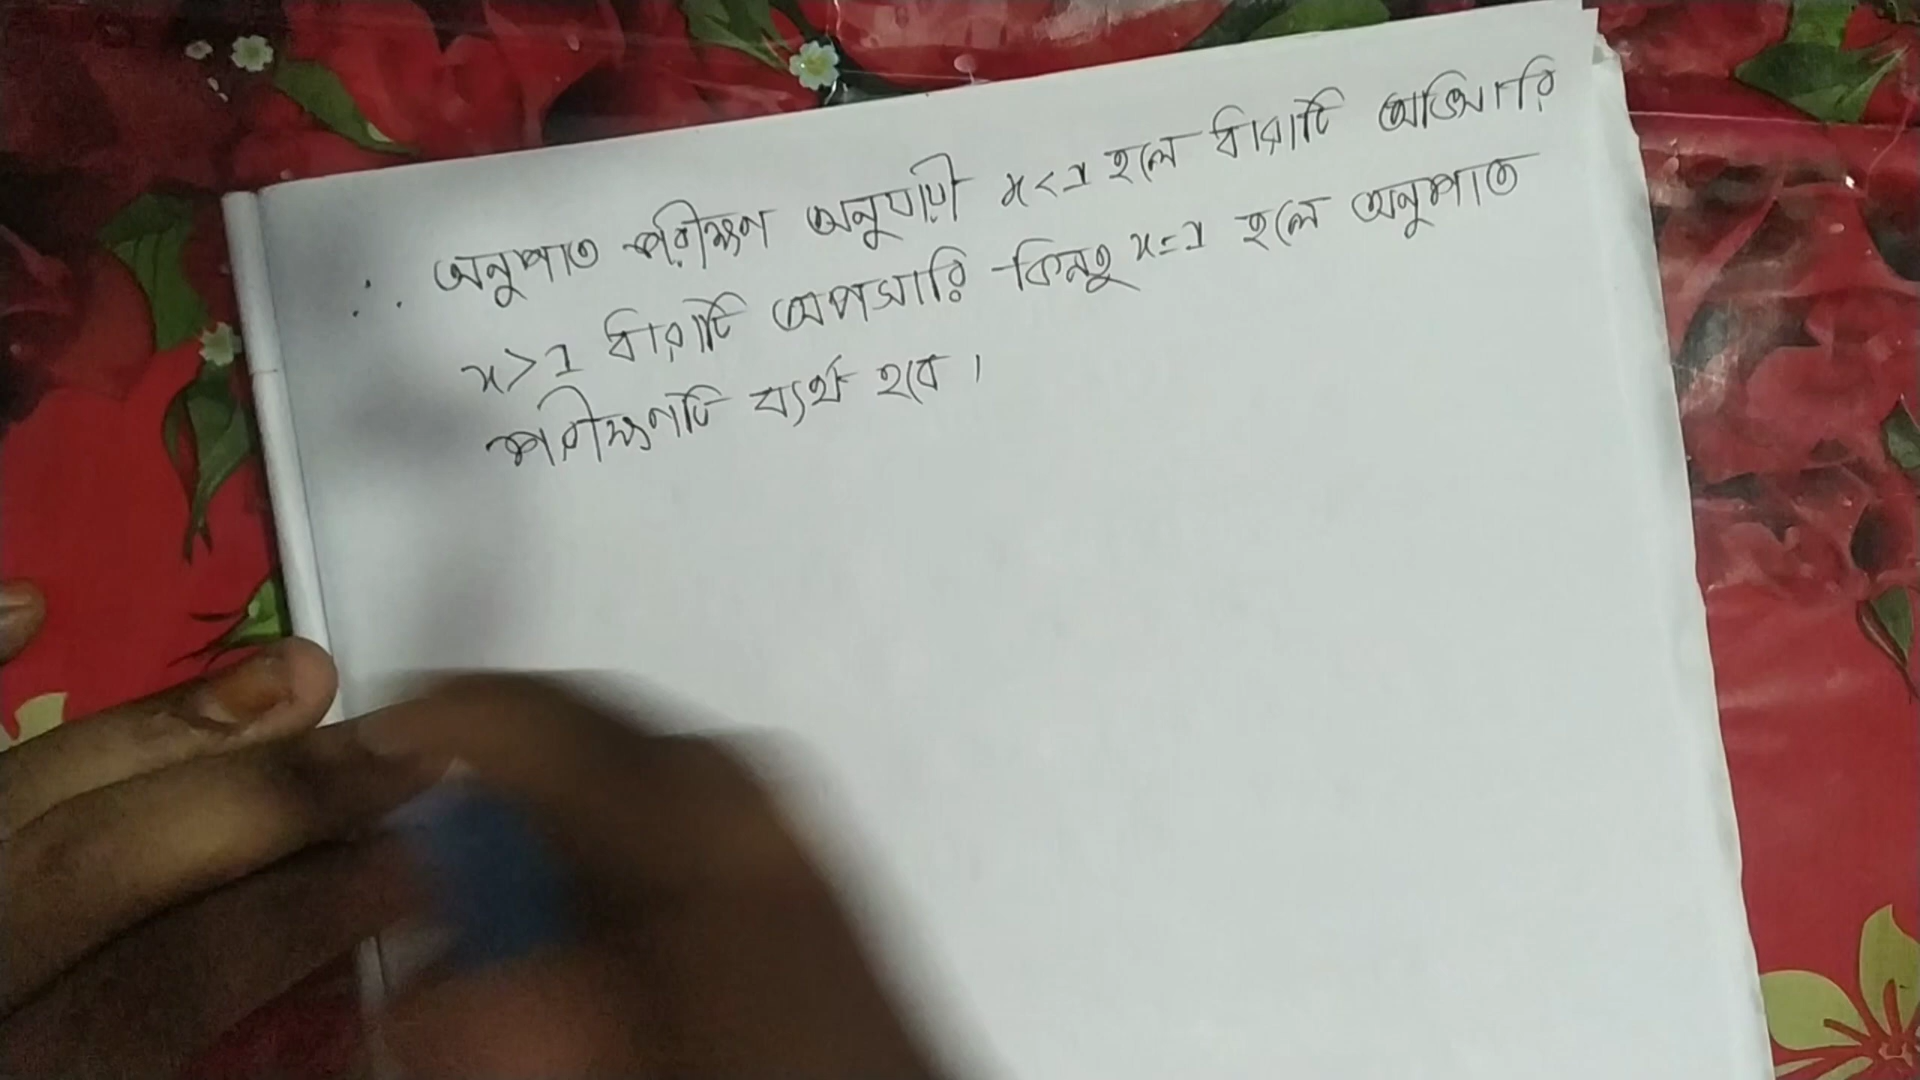 ∴ অনুপাত পরীক্ষণ অনুযায়ী x<1 হলে ধারাটি অভিসারি
x>1 ধারাটি অপসারি কিন্তু x=1 হলে অনুপাত
পরীক্ষণটি ব্যর্থ হবে।